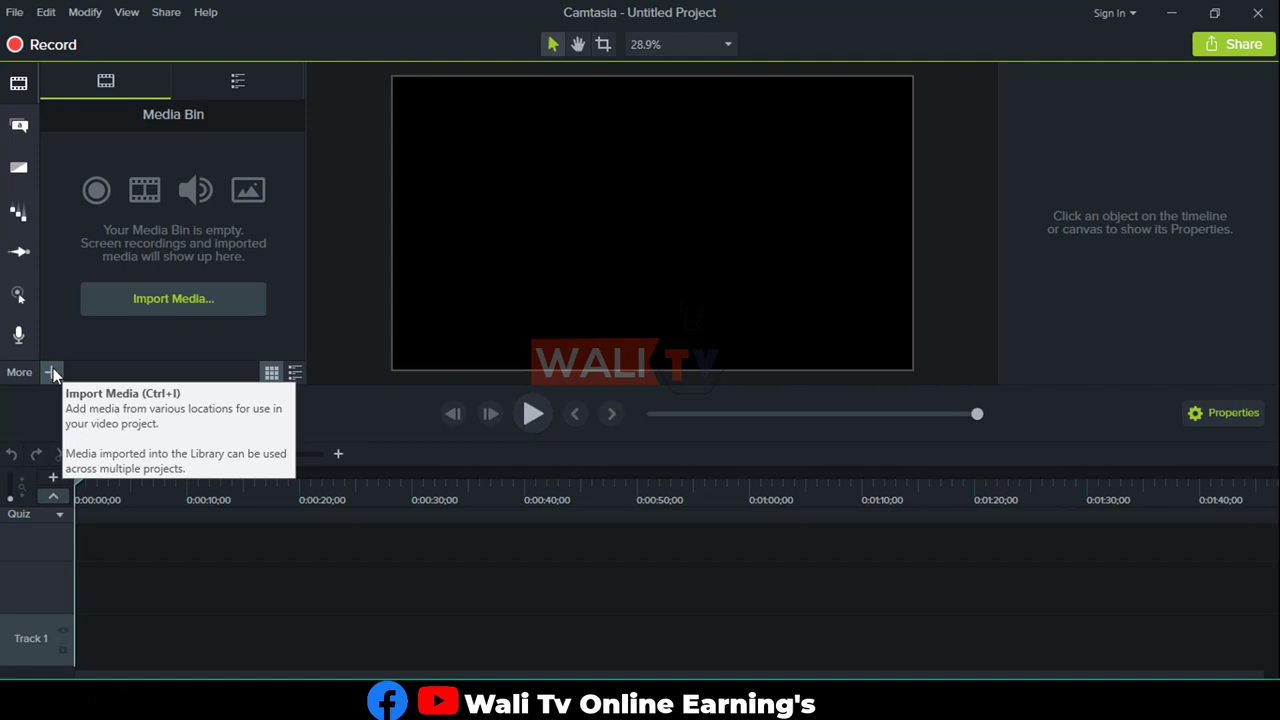 File Edit Modify View Share Help
Camtasia - Untitled Project
Sign In
Record
28.9%
Share
Media Bin
Your Media Bin is empty.
Screen recordings and imported
media will show up here.
Import Media...
Click an object on the timeline
or canvas to show its Properties.
WALI TV
More
Import Media (Ctrl+I)
Add media from various locations for use in
your video project.
Media imported into the Library can be used
across multiple projects.
Properties
0:00:00;00 0:00:10;00 0:00:20;00 0:00:30;00 0:00:40;00 0:00:50;00 0:01:00;00 0:01:10;00 0:01:20;00 0:01:30;00 0:01:40;00
Quiz
Track 1
Wali Tv Online Earning's